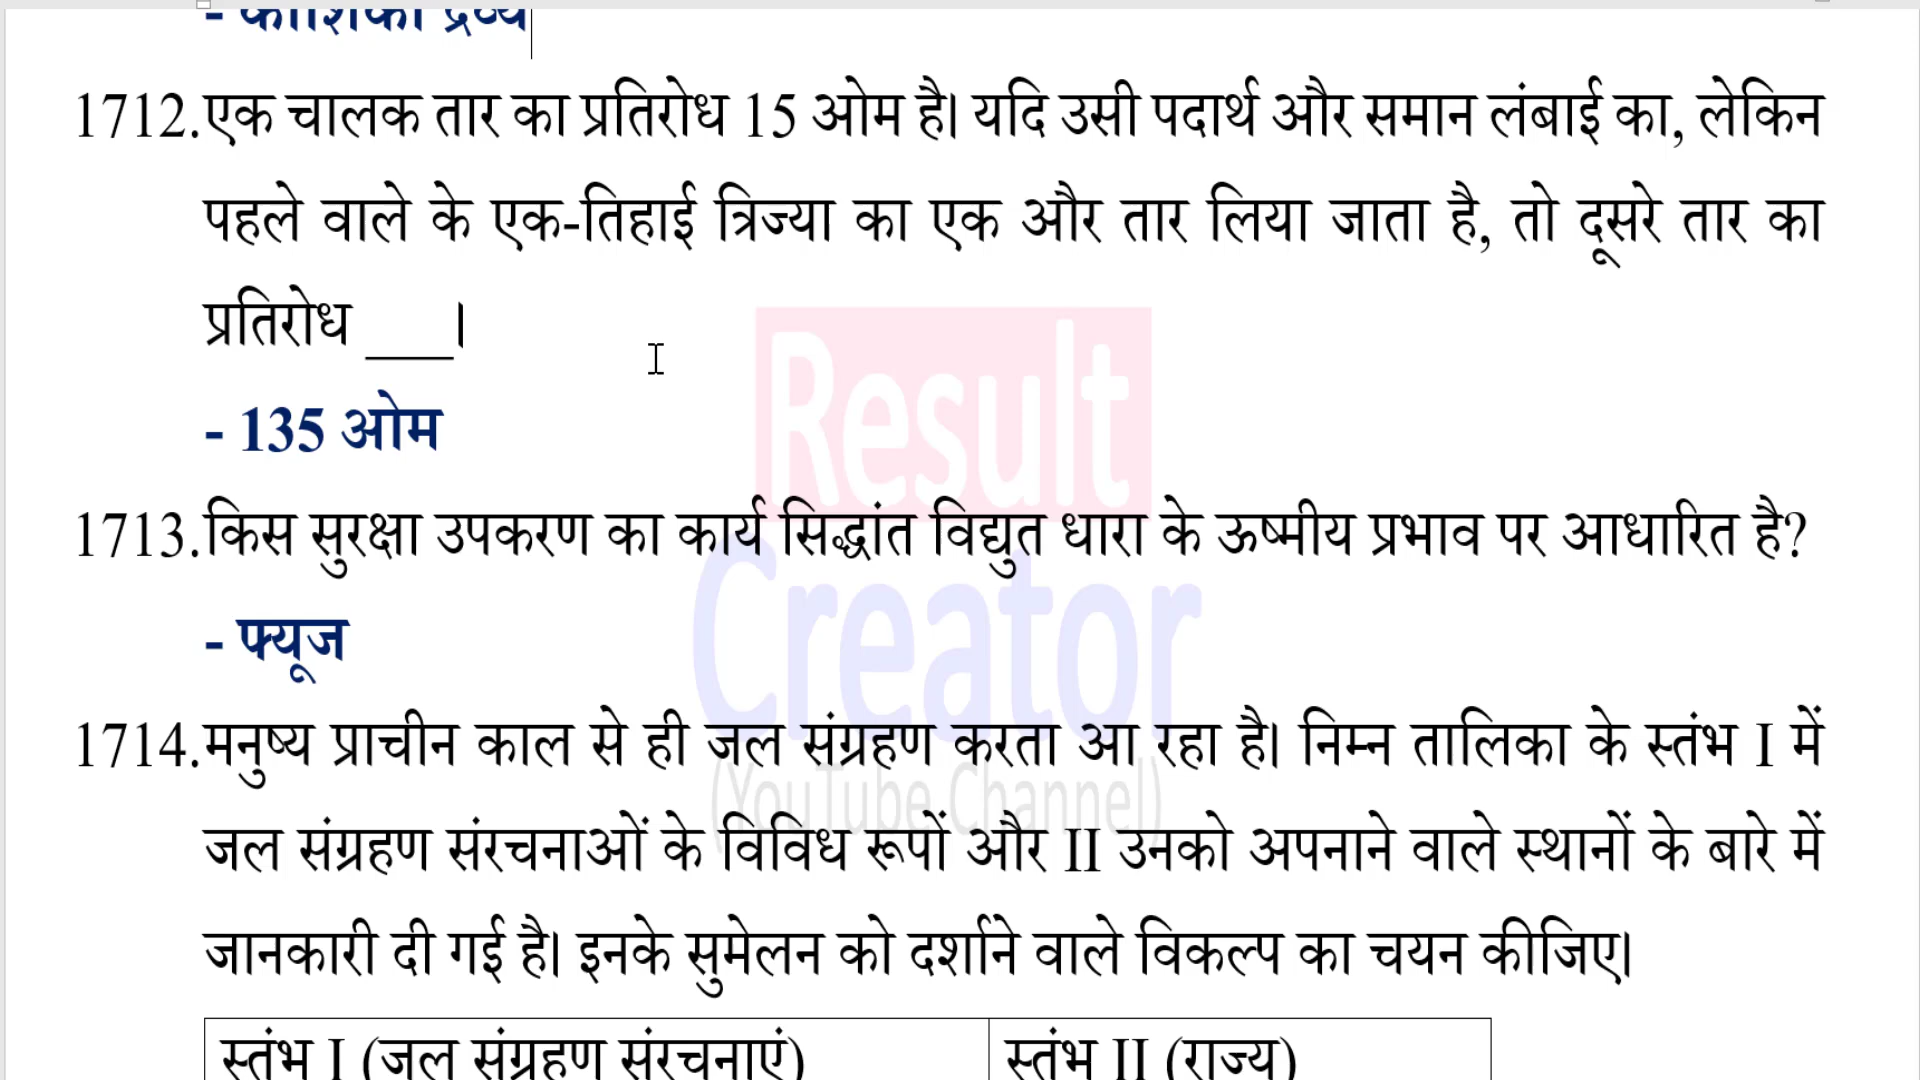 - कोशिका द्रव्य
1712.एक चालक तार का प्रतिरोध 15 ओम है। यदि उसी पदार्थ और समान लंबाई का, लेकिन
पहले वाले के एक-तिहाई त्रिज्या का एक और तार लिया जाता है, तो दूसरे तार का
प्रतिरोध ___।
- 135 ओम
1713.किस सुरक्षा उपकरण का कार्य सिद्धांत विद्युत धारा के ऊष्मीय प्रभाव पर आधारित है?
- फ्यूज
1714.मनुष्य प्राचीन काल से ही जल संग्रहण करता आ रहा है। निम्न तालिका के स्तंभ I में
जल संग्रहण संरचनाओं के विविध रूपों और II उनको अपनाने वाले स्थानों के बारे में
जानकारी दी गई है। इनके सुमेलन को दर्शाने वाले विकल्प का चयन कीजिए।
स्तंभ I (जल संग्रहण संरचनाएं) स्तंभ II (राज्य)
Result
Creator
(YouTube Channel)